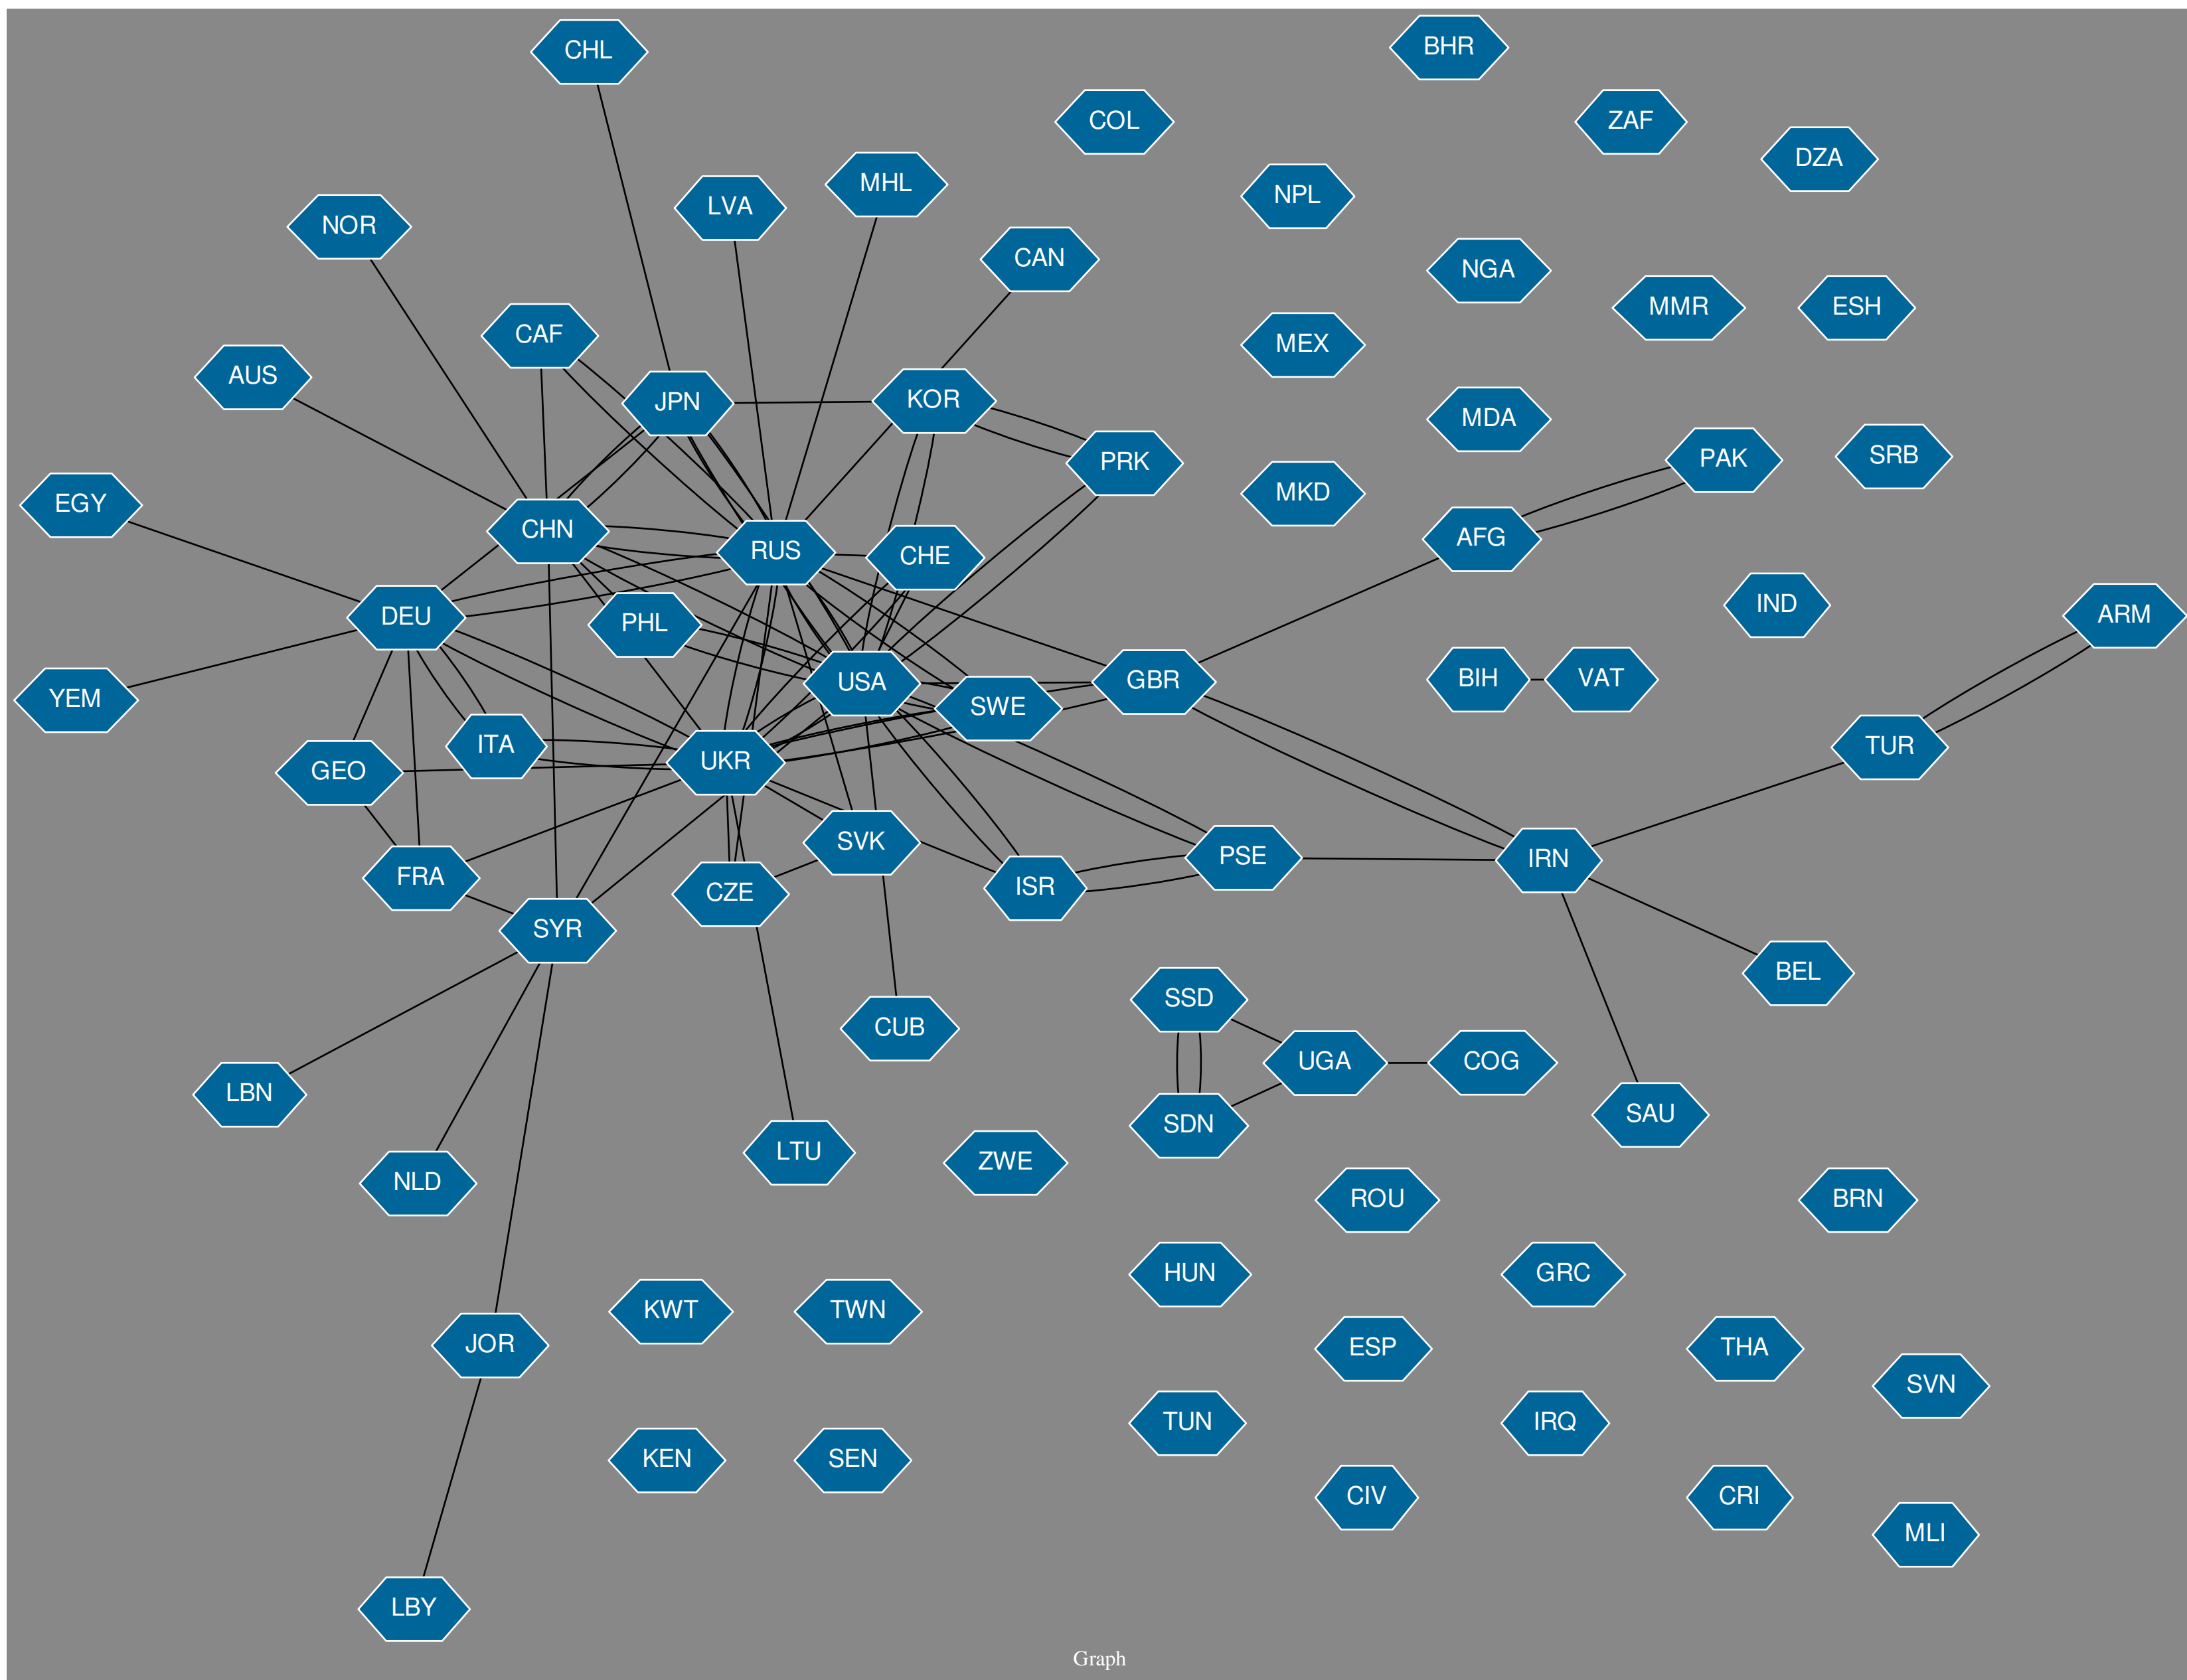 CHL
BHR
COL
ZAF
DZA
MHL
NPL
LVA
NOR
CAN
NGA
MMR
ESH
CAF
MEX
AUS
JPN
KOR
MDA
PRK
PAK
SRB
MKD
EGY
CHN
AFG
RUS
CHE
IND
DEU
PHL
ARM
BIH
VAT
GBR
USA
YEM
SWE
ITA
TUR
UKR
GEO
SVK
PSE
IRN
FRA
ISR
CZE
SYR
BEL
SSD
CUB
UGA
COG
LBN
SAU
SDN
LTU
ZWE
NLD
ROU
BRN
HUN
GRC
KWT
TWN
JOR
ESP
THA
SVN
TUN
IRQ
KEN
SEN
CIV
CRI
MLI
LBY
Graph